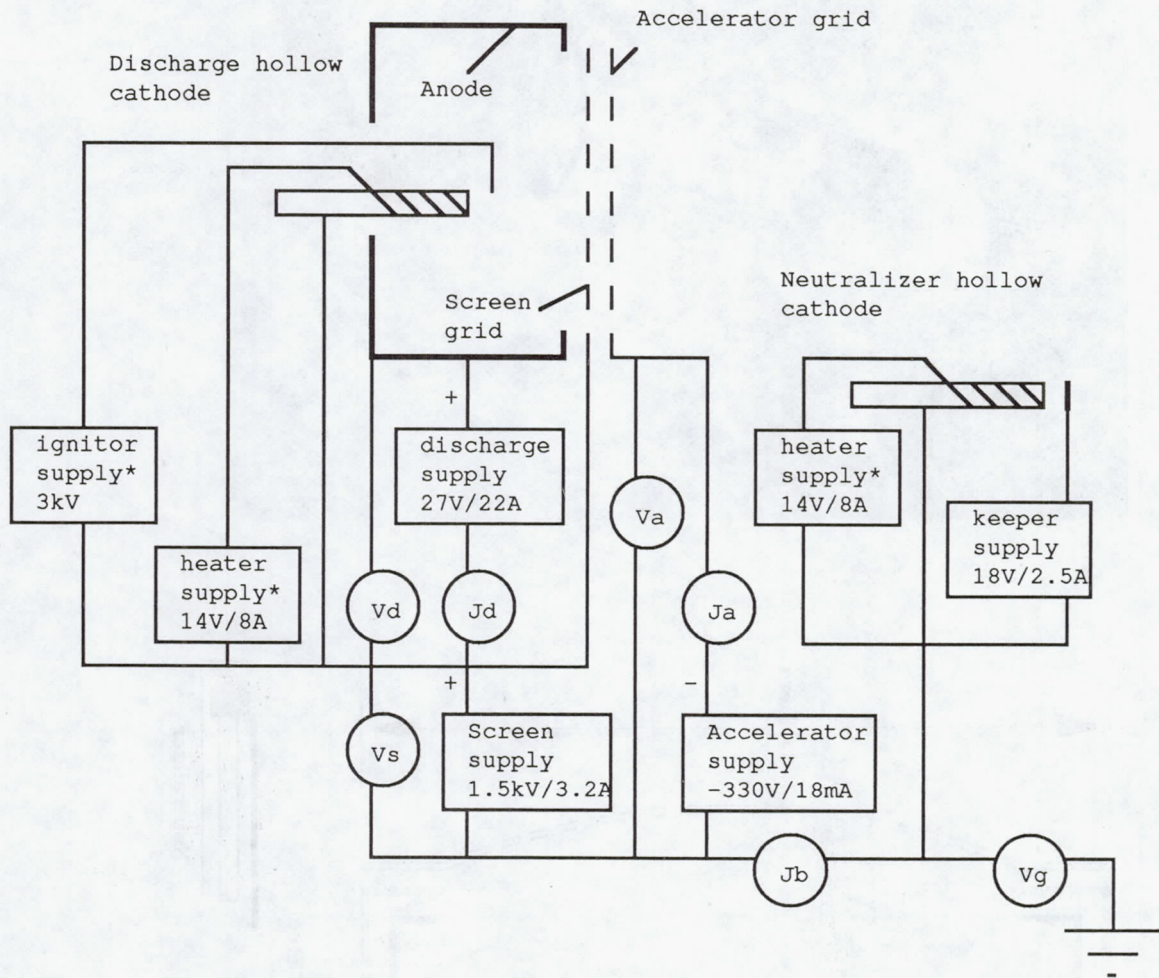 Accelerator grid
Discharge hollow
cathode
Anode
Screen
grid
Neutralizer hollow
cathode
+
ignitor
supply*
3kV
discharge
supply
27V/22A
heater
supply*
14V/8A
Va
keeper
supply
18V/2.5A
heater
supply*
14V/8A
Vd
Jd
Ja
+
-
Vs
Screen
supply
1.5kV/3.2A
Accelerator
supply
-330V/18mA
Jb
Vg